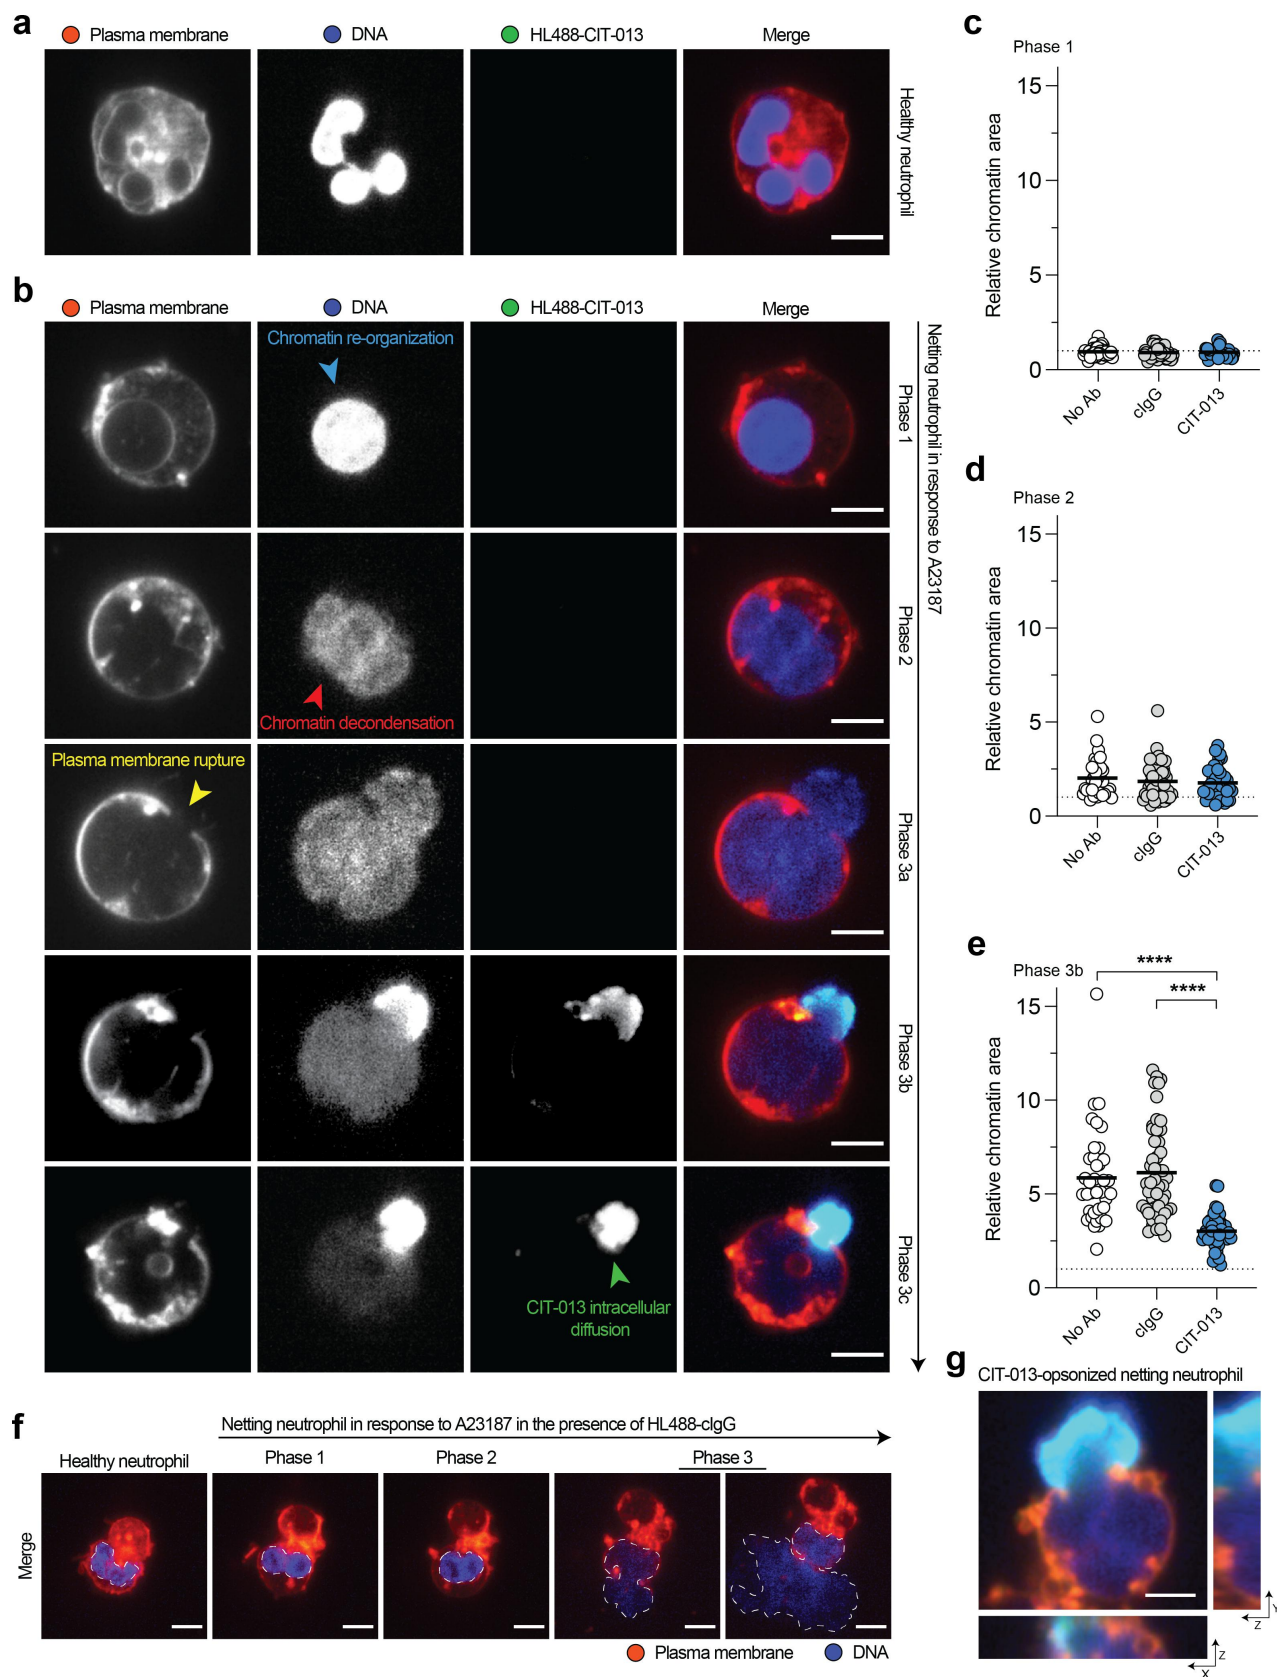 a
Plasma membrane
DNA
HL488-CIT-013
Merge
Healthy neutrophil
b
Plasma membrane
DNA
HL488-CIT-013
Merge
Chromatin re-organization
Phase 1
Chromatin decondensation
Phase 2
Plasma membrane rupture
Phase 3a
Phase 3b
CIT-013 intracellular
diffusion
Phase 3c
Netting neutrophil in response to A23187
c
Phase 1
Relative chromatin area
15
10
5
0
No Ab
cIgG
CIT-013
d
Phase 2
Relative chromatin area
15
10
5
0
No Ab
cIgG
CIT-013
e
Phase 3b
****
****
Relative chromatin area
15
10
5
0
No Ab
cIgG
CIT-013
f
Netting neutrophil in response to A23187 in the presence of HL488-cIgG
Healthy neutrophil
Phase 1
Phase 2
Phase 3
Merge
Plasma membrane
DNA
g
CIT-013-opsonized netting neutrophil
Y
Z
Z
X